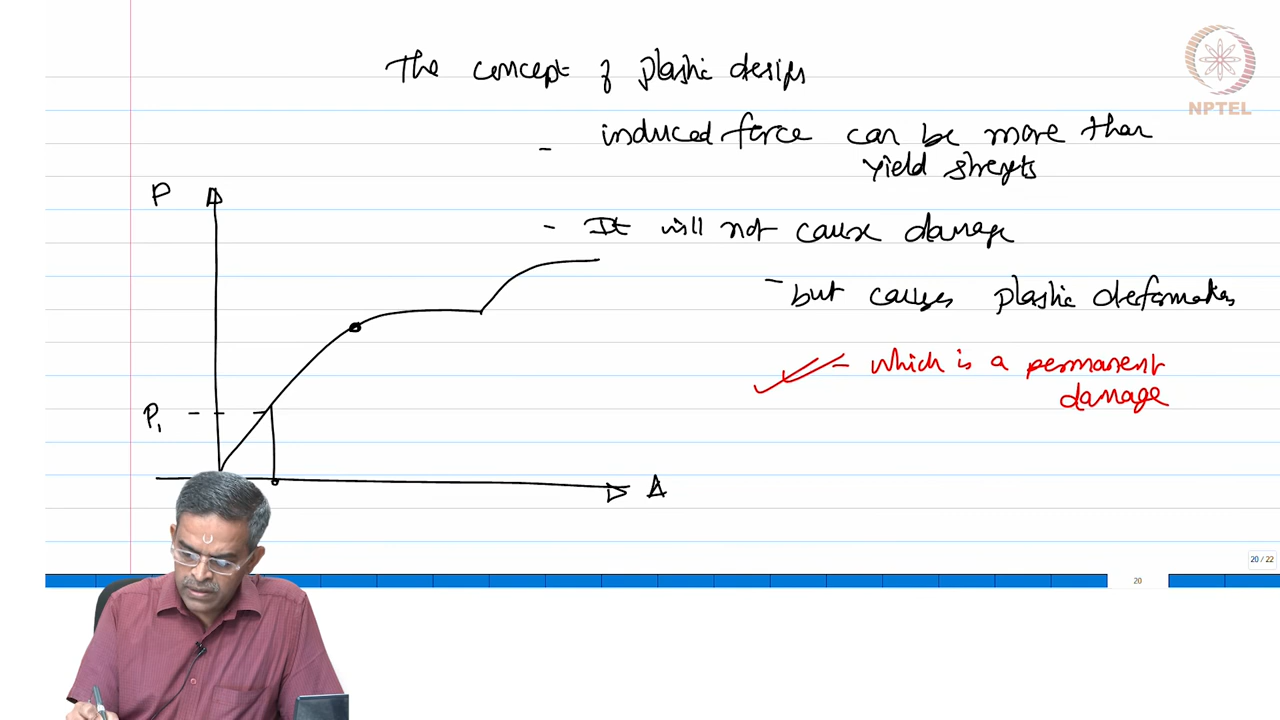 The concept of plastic design
NPTEL
- induced force can be more than
yield strength
P
- It will not cause damage
- but causes plastic deformation
- which is a permanent
damage
P1
Δ
20 / 22
20